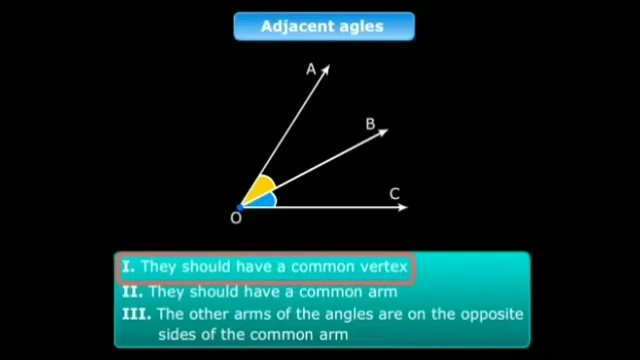 Adjacent agles
A
B
C
O
I. They should have a common vertex
II. They should have a common arm
III. The other arms of the angles are on the opposite
sides of the common arm